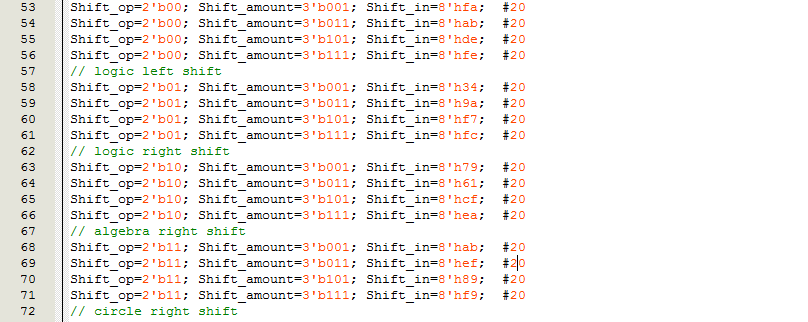 53 Shift_op=2'b00; Shift_amount=3'b001; Shift_in=8'hfa; #20
54 Shift_op=2'b00; Shift_amount=3'b011; Shift_in=8'hab; #20
55 Shift_op=2'b00; Shift_amount=3'b101; Shift_in=8'hde; #20
56 Shift_op=2'b00; Shift_amount=3'b111; Shift_in=8'hfe; #20
57 // logic left shift
58 Shift_op=2'b01; Shift_amount=3'b001; Shift_in=8'h34; #20
59 Shift_op=2'b01; Shift_amount=3'b011; Shift_in=8'h9a; #20
60 Shift_op=2'b01; Shift_amount=3'b101; Shift_in=8'hf7; #20
61 Shift_op=2'b01; Shift_amount=3'b111; Shift_in=8'hfc; #20
62 // logic right shift
63 Shift_op=2'b10; Shift_amount=3'b001; Shift_in=8'h79; #20
64 Shift_op=2'b10; Shift_amount=3'b011; Shift_in=8'h61; #20
65 Shift_op=2'b10; Shift_amount=3'b101; Shift_in=8'hcf; #20
66 Shift_op=2'b10; Shift_amount=3'b111; Shift_in=8'hea; #20
67 // algebra right shift
68 Shift_op=2'b11; Shift_amount=3'b001; Shift_in=8'hab; #20
69 Shift_op=2'b11; Shift_amount=3'b011; Shift_in=8'hef; #20
70 Shift_op=2'b11; Shift_amount=3'b101; Shift_in=8'h89; #20
71 Shift_op=2'b11; Shift_amount=3'b111; Shift_in=8'hf9; #20
72 // circle right shift